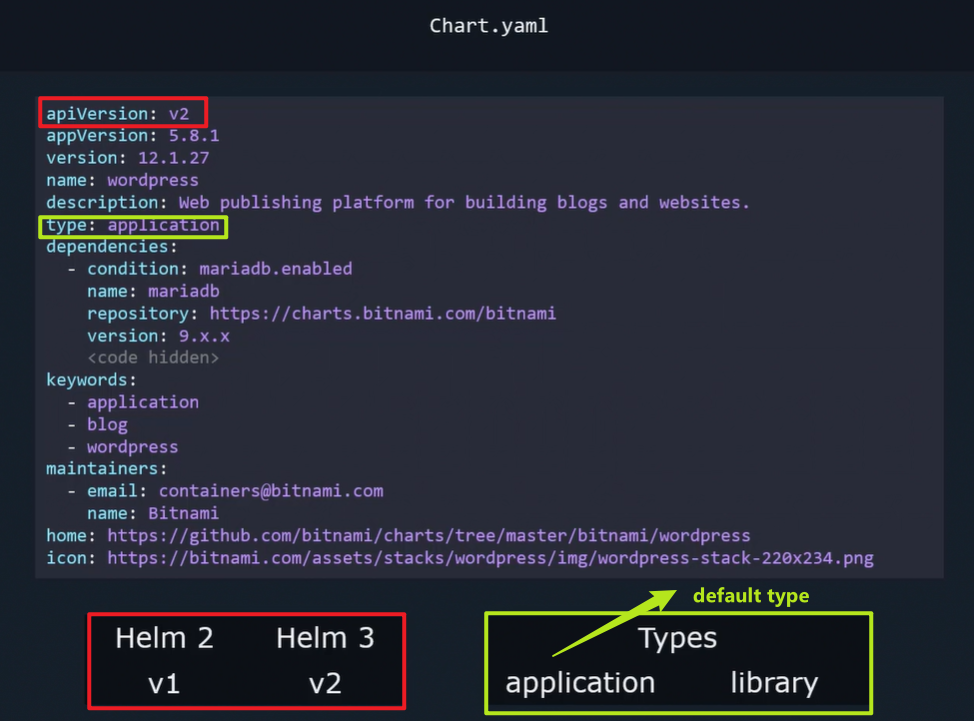 Chart.yaml
apiVersion: v2
appVersion: 5.8.1
version: 12.1.27
name: wordpress
description: Web publishing platform for building blogs and websites.
type: application
dependencies:
  - condition: mariadb.enabled
    name: mariadb
    repository: https://charts.bitnami.com/bitnami
    version: 9.x.x
    <code hidden>
keywords:
  - application
  - blog
  - wordpress
maintainers:
  - email: containers@bitnami.com
    name: Bitnami
home: https://github.com/bitnami/charts/tree/master/bitnami/wordpress
icon: https://bitnami.com/assets/stacks/wordpress/img/wordpress-stack-220x234.png
default type
Helm 2 Helm 3
v1 v2
Types
application library